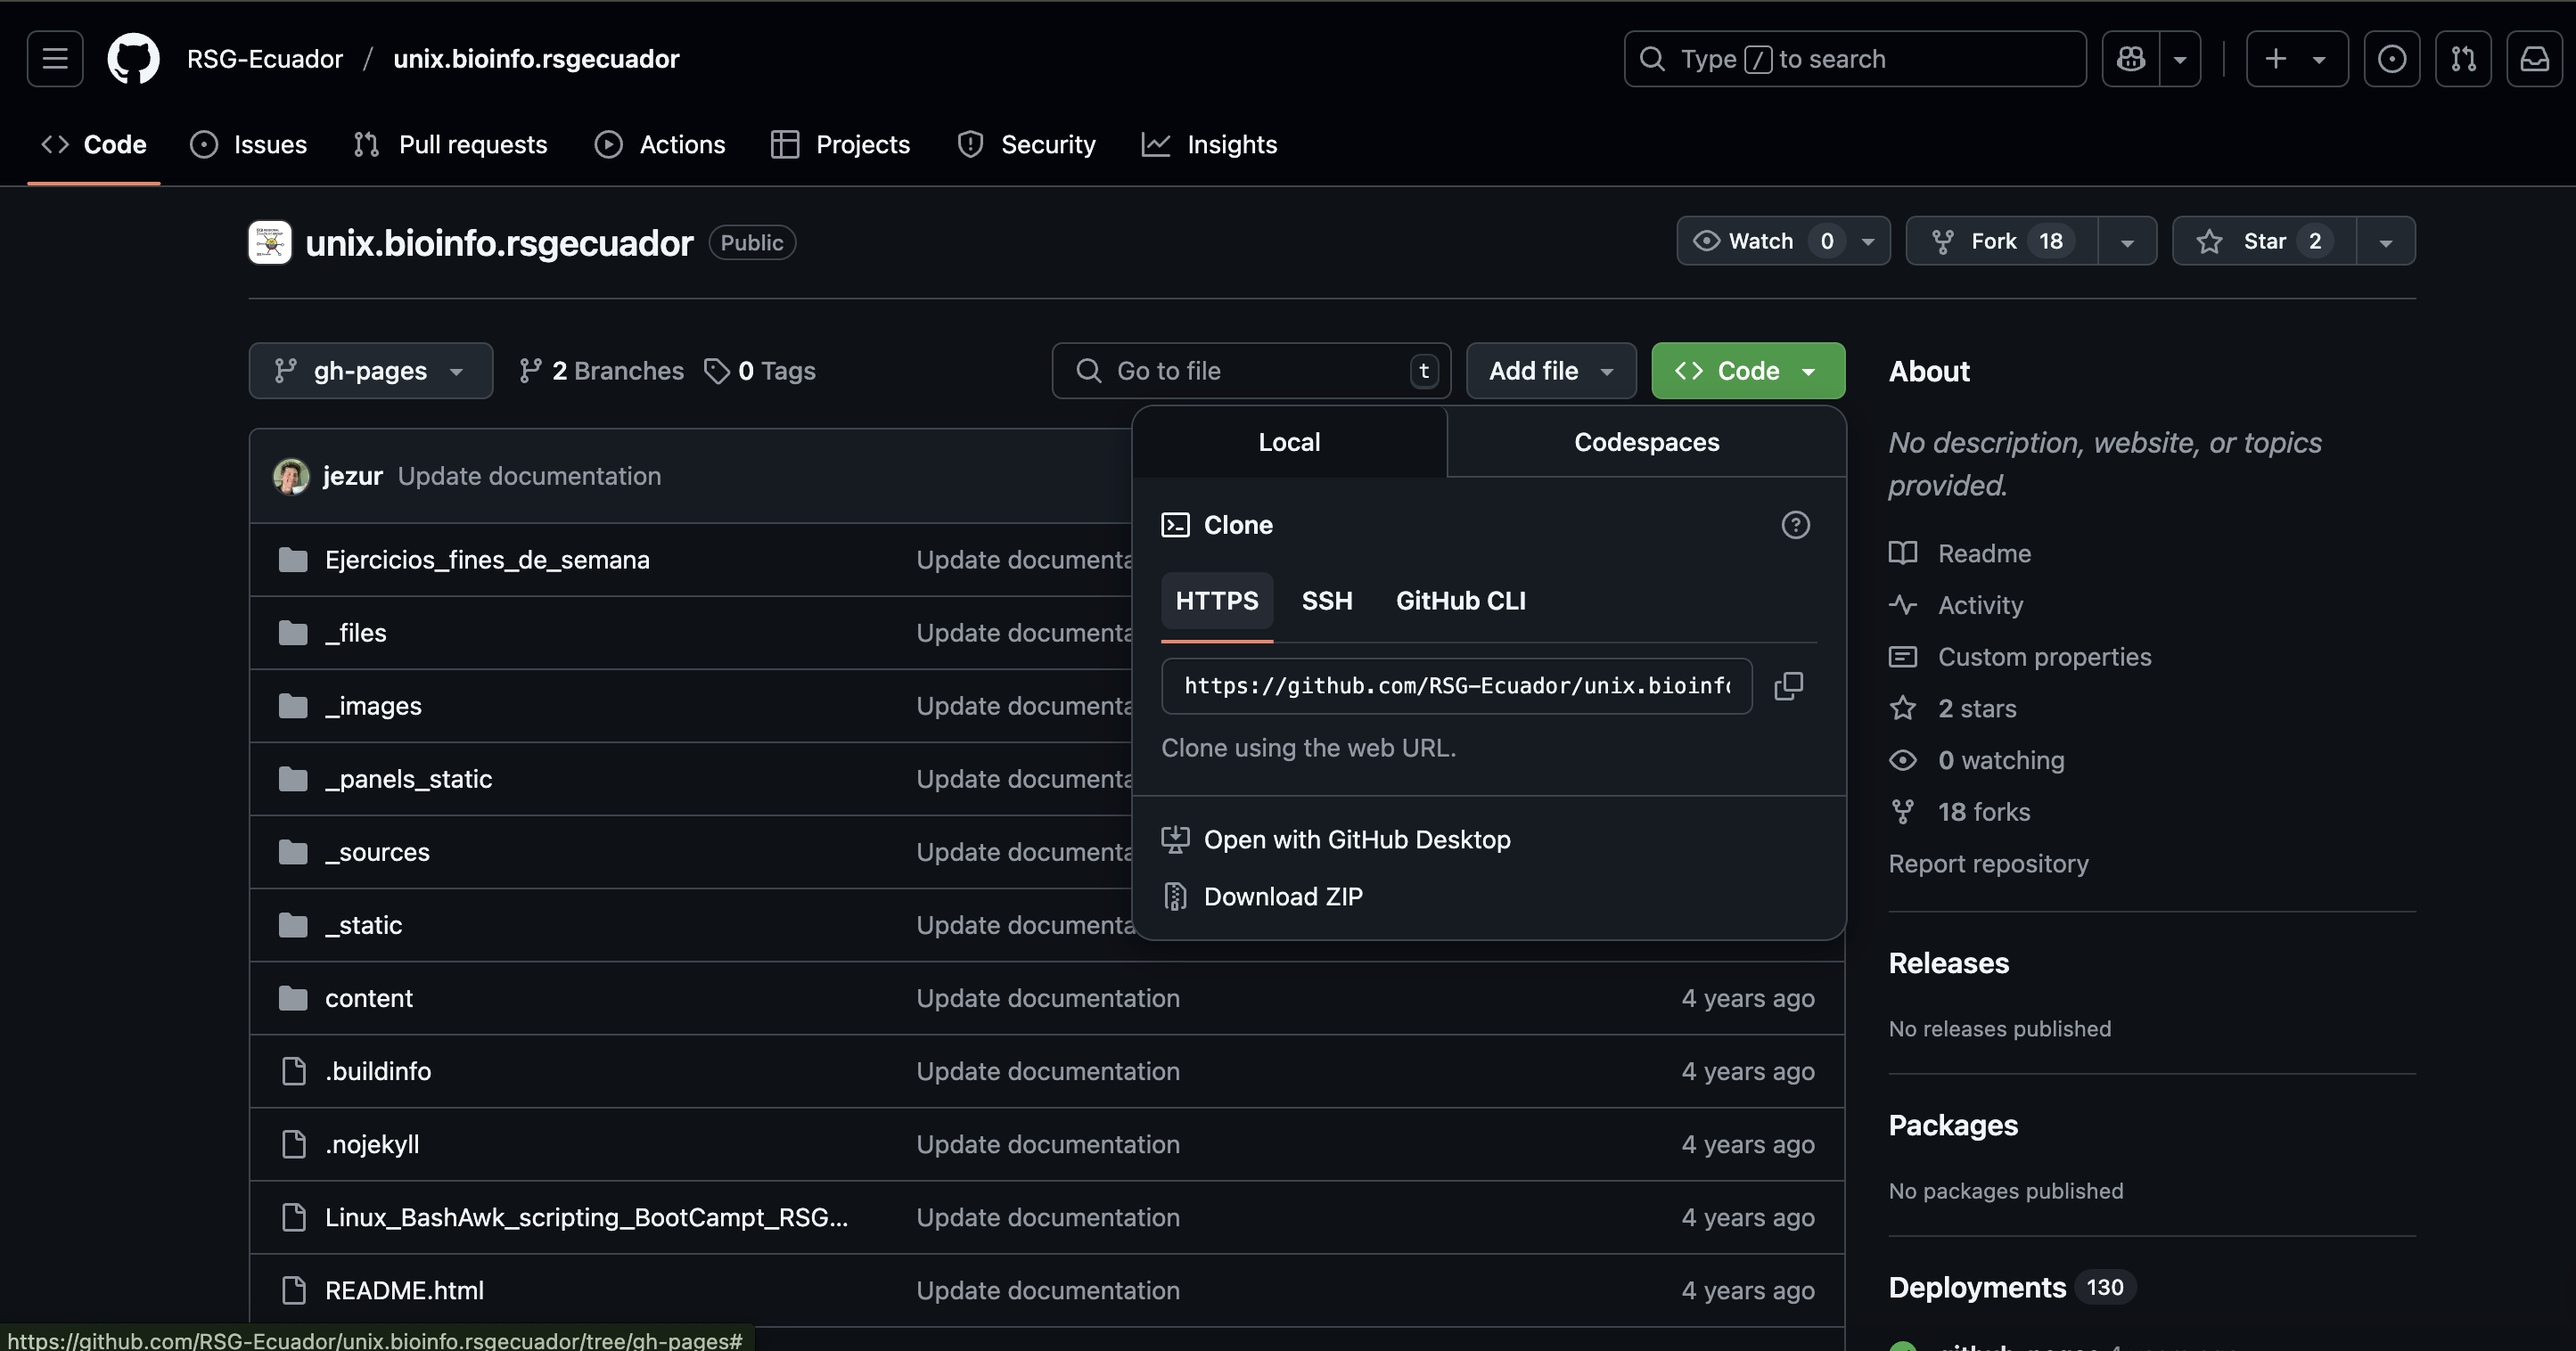 RSG-Ecuador / unix.bioinfo.rsgecuador
Type / to search
Code Issues Pull requests Actions Projects Security Insights
unix.bioinfo.rsgecuador Public
Watch 0 Fork 18 Star 2
gh-pages 2 Branches 0 Tags
Go to file t Add file Code
jezur Update documentation
Ejercicios_fines_de_semana Update documenta
_files Update documenta
_images Update documenta
_panels_static Update documenta
_sources Update documenta
_static Update documenta
content Update documentation 4 years ago
.buildinfo Update documentation 4 years ago
.nojekyll Update documentation 4 years ago
Linux_BashAwk_scripting_BootCampt_RSG... Update documentation 4 years ago
README.html Update documentation 4 years ago
Local Codespaces
Clone
HTTPS SSH GitHub CLI
https://github.com/RSG-Ecuador/unix.bioinfo
Clone using the web URL.
Open with GitHub Desktop
Download ZIP
About
No description, website, or topics
provided.
Readme
Activity
Custom properties
2 stars
0 watching
18 forks
Report repository
Releases
No releases published
Packages
No packages published
Deployments 130
https://github.com/RSG-Ecuador/unix.bioinfo.rsgecuador/tree/gh-pages#